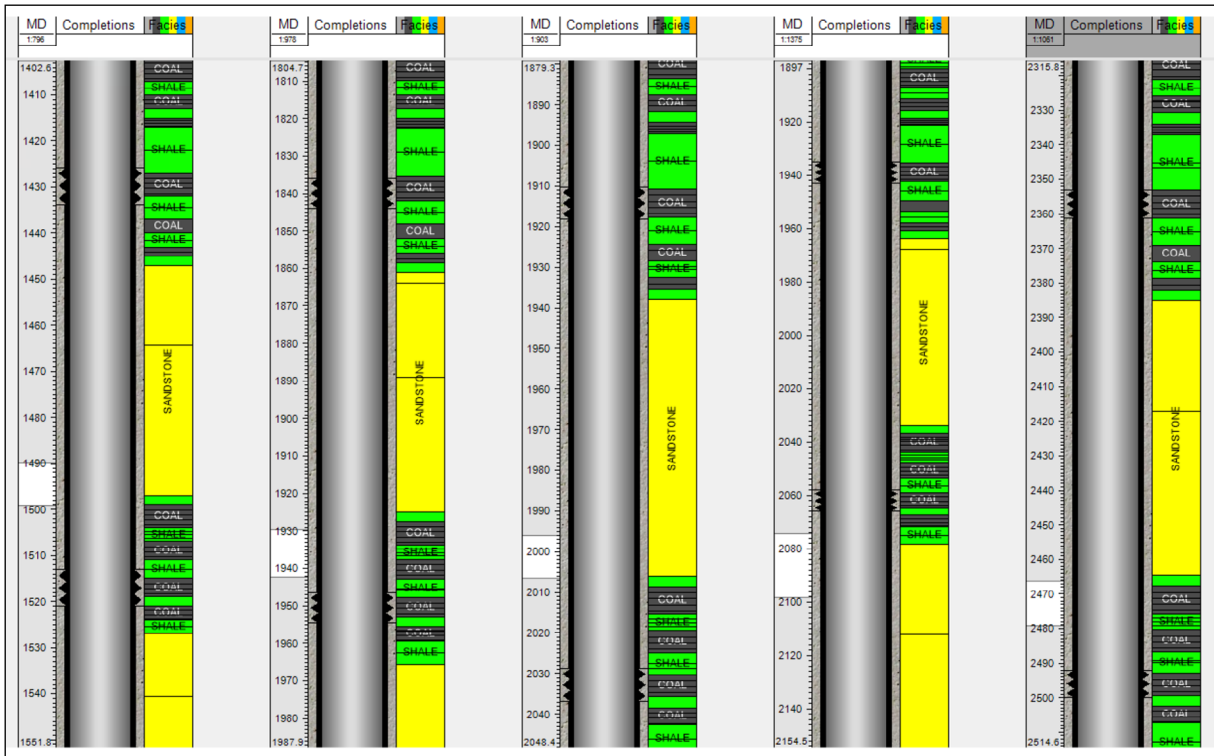 MD Completions Facies
1:796
1402.6
1410
1420
1430
1440
1450
1460
1470
1480
1490
1500
1510
1520
1530
1540
1551.8
COAL
SHALE
COAL
SHALE
COAL
SHALE
COAL
SHALE
SANDSTONE
COAL
SHALE
COAL
SHALE
COAL
COAL
SHALE
MD Completions Facies
1:978
1804.7
1810
1820
1830
1840
1850
1860
1870
1880
1890
1900
1910
1920
1930
1940
1950
1960
1970
1980
1987.9
COAL
SHALE
COAL
SHALE
COAL
SHALE
COAL
SHALE
SANDSTONE
COAL
SHALE
COAL
SHALE
COAL
COAL
SHALE
MD Completions Facies
1:903
1879.3
1890
1900
1910
1920
1930
1940
1950
1960
1970
1980
1990
2000
2010
2020
2030
2040
2048.4
COAL
SHALE
COAL
SHALE
COAL
SHALE
COAL
SHALE
SANDSTONE
COAL
SHALE
COAL
SHALE
COAL
COAL
SHALE
MD Completions Facies
1:1375
1897
1920
1940
1960
1980
2000
2020
2040
2060
2080
2100
2120
2140
2154.5
SHALE
COAL
SHALE
COAL
SHALE
SANDSTONE
COAL
COAL
SHALE
COAL
SHALE
MD Completions Facies
1:1061
2315.8
2330
2340
2350
2360
2370
2380
2390
2400
2410
2420
2430
2440
2450
2460
2470
2480
2490
2500
2514.6
COAL
SHALE
COAL
SHALE
COAL
SHALE
COAL
SHALE
SANDSTONE
COAL
SHALE
COAL
SHALE
COAL
COAL
SHALE